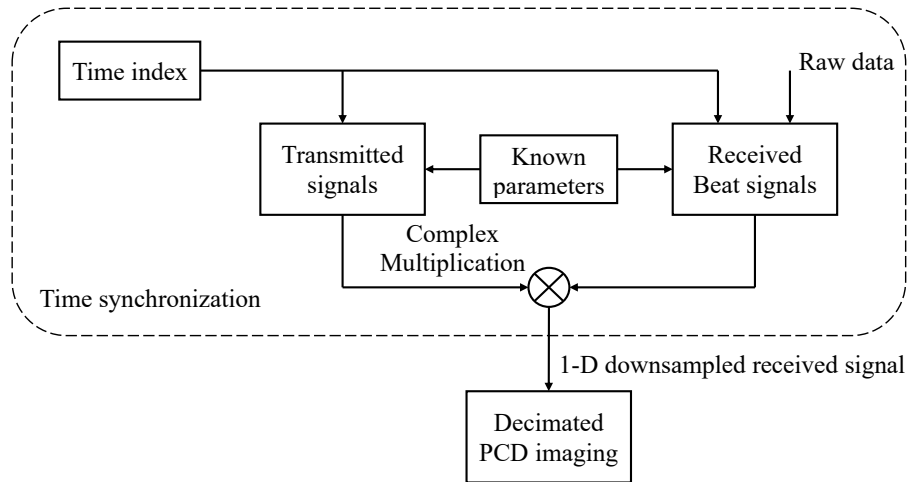 Time index
Raw data
Transmitted
signals
Known
parameters
Received
Beat signals
Complex
Multiplication
Time synchronization
1-D downsampled received signal
Decimated
PCD imaging